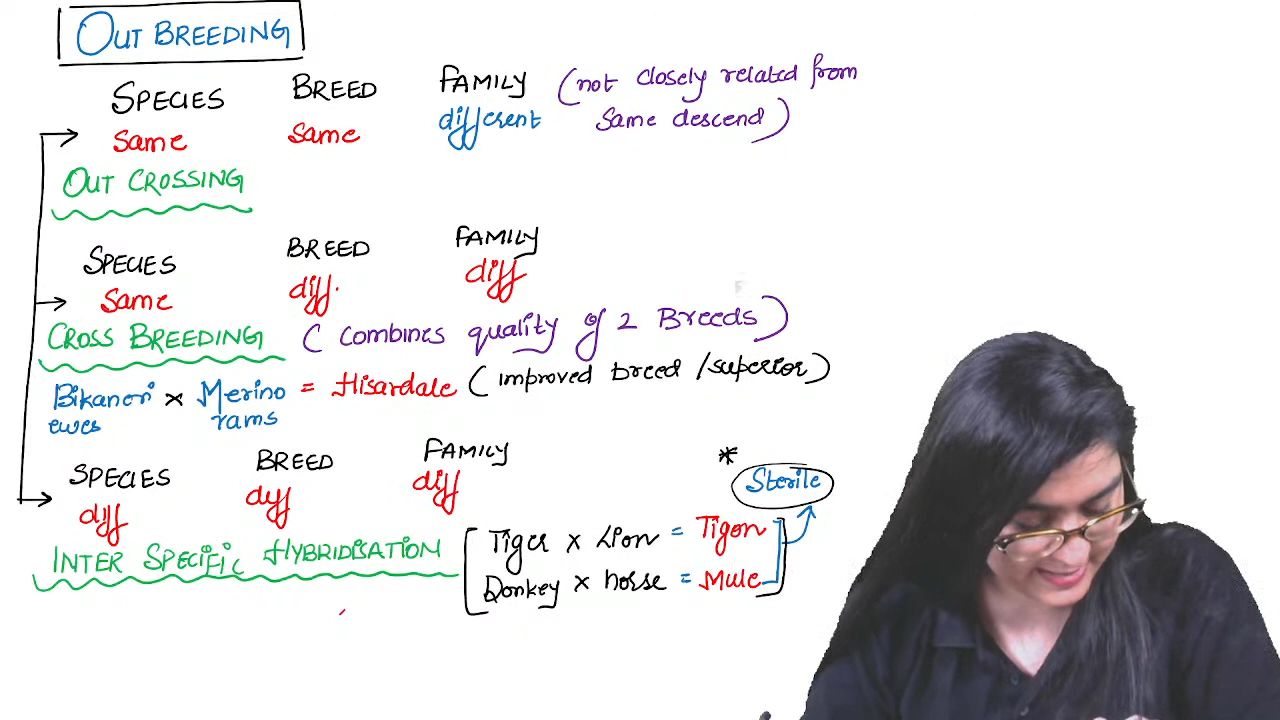 OUT BREEDING
SPECIES BREED FAMILY (not closely related from
same same different same descend)
OUT CROSSING
SPECIES BREED FAMILY
same diff. diff
CROSS BREEDING (combines quality of 2 Breeds)
Bikaneri × Merino = Hisardale (improved breed / superior)
ewes rams
SPECIES BREED FAMILY *
diff diff diff Sterile
INTER SPECIFIC HYBRIDISATION [Tiger × Lion = Tigon
Donkey × horse = Mule]